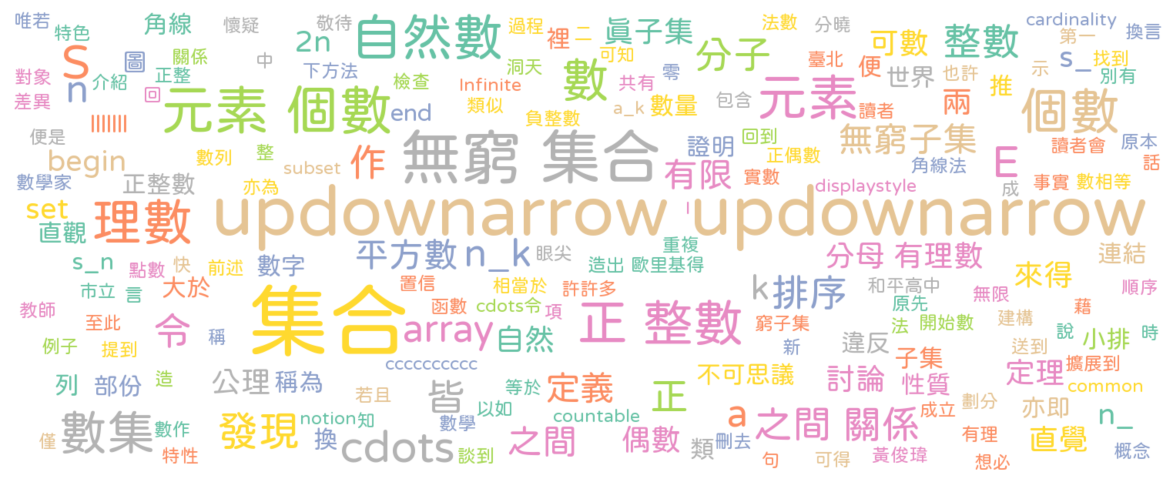 唯若 角線 懷疑 敬待 自然數 過程 二 眞子集 法數 分曉 cardinality 換言
特色 S 圖 關係 中 2n 裡 可知 分子 可數 整數 第一 找到
對象 n 介紹 正整 下方法 檢查 Infinite 洞天 數 共有 零 臺北 便 世界 也許 推 示 s_ 別有
差異 回 元素 個數 end 類似 負整數 a_k 數量 包含 元素 讀者 兩 個數
便是 lllllll 無窮 集合 證明 回到 無窮子集 讀者會 原本
begin 數列 整 subset 作 有限 實數 正偶數 角線法 E 話
數學家 正整數 亦為 displaystyle 成 事實 數相等
set 理數 updownarrow updownarrow
直觀 l
s_n 點數 快 前述 數字 平方數 n_k 眼尖 重複 分母 有理數 連結
市立 言 大於 置信 相當於 造出 歐里基得 k 排序 和平高中 來得 順序
教師 至此 令 稱 集合 函數 cdots令 項 許許多 正 整數 原先 無限 建構 藉
例子 提到 array 自然 窮子集 法 開始數 說 小排 時
cccccccccc 新 違反 子集 送到 擴展到
列 部份 造 公理 稱為 若且 皆 等於 定義 正 不可思議 討論 性質 定理 common
數集 發現 notion 知 數學 以如 countable a 之間 關係 成立 劃分 亦即 n_
僅 數作 特性 換 cdots 談到 之間 偶數 類 刪去 句 可得 黃俊瑋 有理 想必 直覺 概念